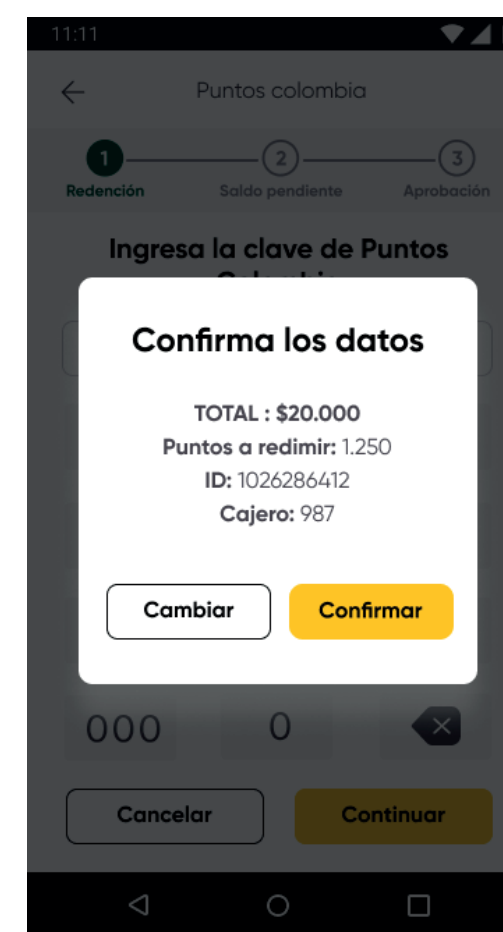 11:11
Puntos colombia
1
2
3
Redención
Saldo pendiente
Aprobación
Ingresa la clave de Puntos
Confirma los datos
TOTAL : $20.000
Puntos a redimir: 1.250
ID: 1026286412
Cajero: 987
Cambiar
Confirmar
000
0
Cancelar
Continuar